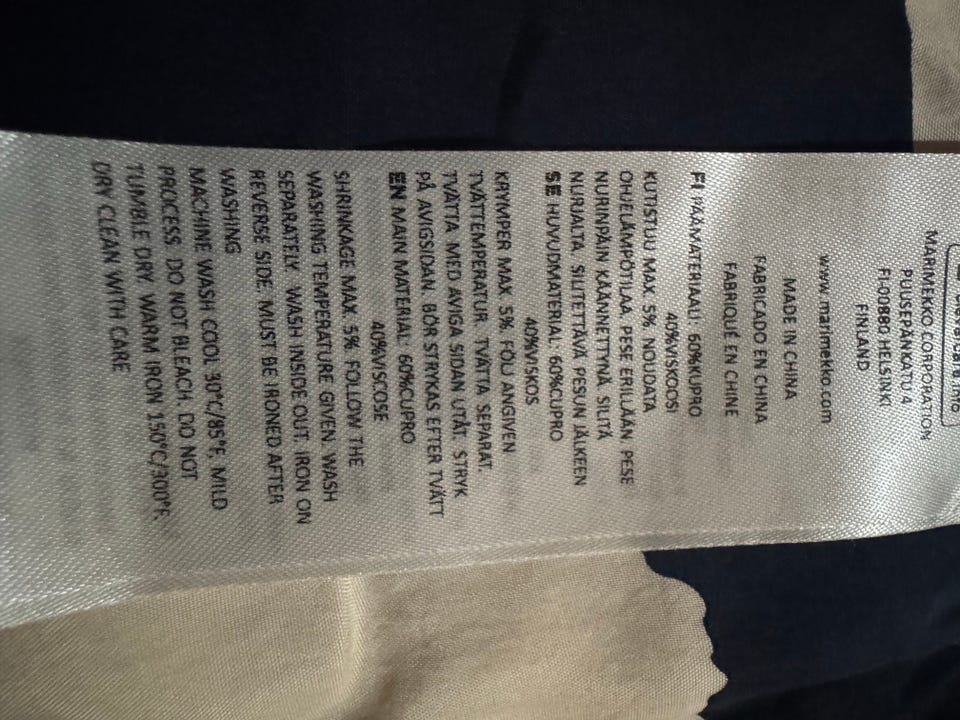 MARIMEKKO CORPORATION
PUUSEPÄNKATU 4
FI-00880 HELSINKI
FINLAND
www.marimekko.com
MADE IN CHINA
FABRICADO EN CHINA
FABRIQUÉ EN CHINE
FI PÄÄMATERIAALI 60%KUPRO
40%VISKOOSI
KUTISTUU MAX. 5% NOUDATA
OHJELÄMPÖTILAA. PESE ERILLÄÄN. PESE
NURINPÄIN KÄÄNNETTYNÄ. SILITÄ
NURJALTA. SILITETTÄVÄ PESUN JÄLKEEN
SE HUVUDMATERIAL: 60%CUPRO
40%VISKOS
KRYMPER MAX 5%. FÖLJ ANGIVEN
TVÄTTEMPERATUR. TVÄTTA SEPARAT.
TVÄTTA MED AVIGA SIDAN UTÅT. STRYK
PÅ AVIGSIDAN. BÖR STRYKAS EFTER TVÄTT
EN MAIN MATERIAL: 60%CUPRO
40%VISCOSE
SHRINKAGE MAX. 5%. FOLLOW THE
WASHING TEMPERATURE GIVEN. WASH
SEPARATELY. WASH INSIDE OUT. IRON ON
REVERSE SIDE. MUST BE IRONED AFTER
WASHING
MACHINE WASH COOL 30°C/85°F, MILD
PROCESS. DO NOT BLEACH. DO NOT
TUMBLE DRY. WARM IRON 150°C/300°F.
DRY CLEAN WITH CARE